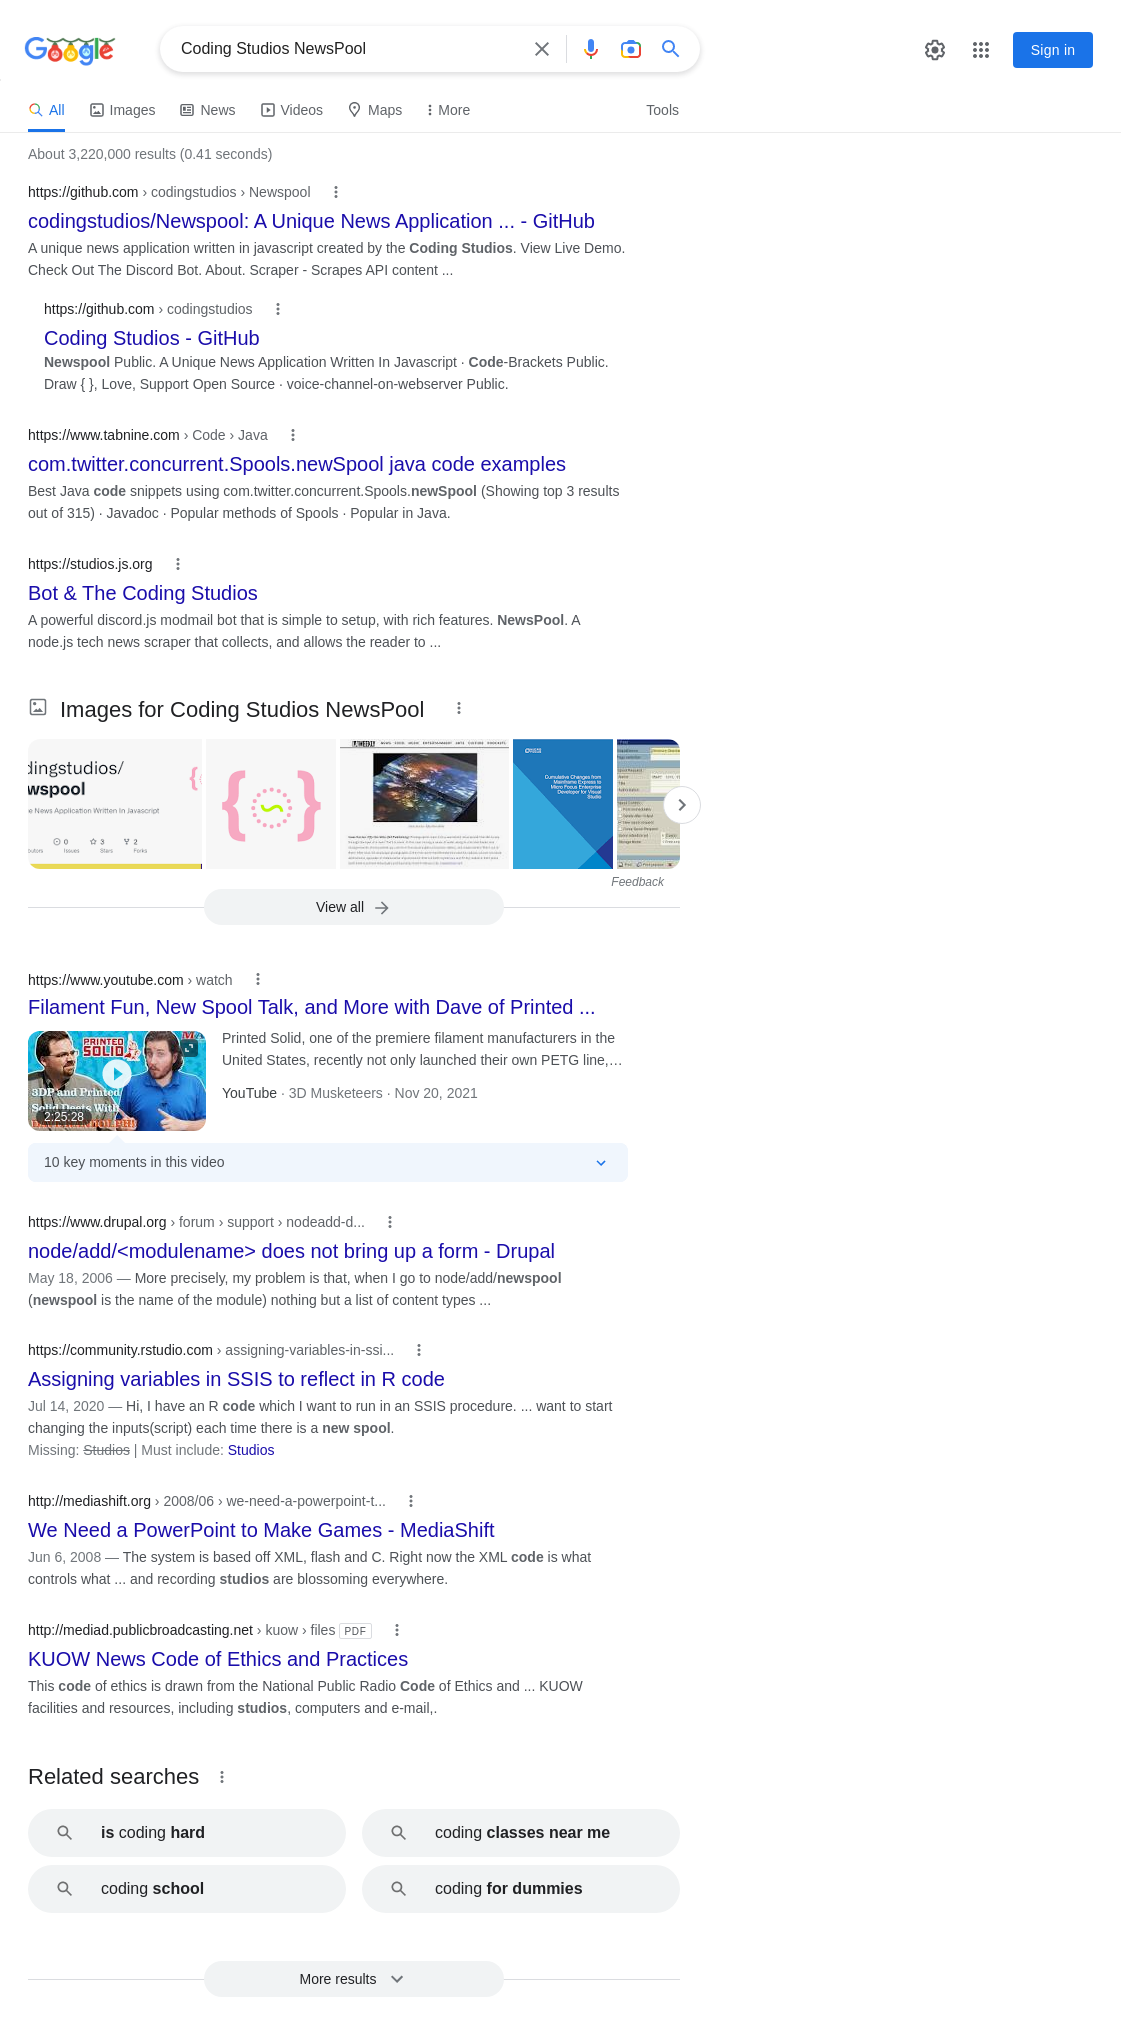 Google
Coding Studios NewsPool
Sign in
All
Images
News
Videos
Maps
More
Tools
About 3,220,000 results (0.41 seconds)
https://github.com › codingstudios › Newspool
codingstudios/Newspool: A Unique News Application ... - GitHub
A unique news application written in javascript created by the Coding Studios. View Live Demo.
Check Out The Discord Bot. About. Scraper - Scrapes API content ...
https://github.com › codingstudios
Coding Studios - GitHub
Newspool Public. A Unique News Application Written In Javascript · Code-Brackets Public.
Draw { }, Love, Support Open Source · voice-channel-on-webserver Public.
https://www.tabnine.com › Code › Java
com.twitter.concurrent.Spools.newSpool java code examples
Best Java code snippets using com.twitter.concurrent.Spools.newSpool (Showing top 3 results
out of 315) · Javadoc · Popular methods of Spools · Popular in Java.
https://studios.js.org
Bot & The Coding Studios
A powerful discord.js modmail bot that is simple to setup, with rich features. NewsPool. A
node.js tech news scraper that collects, and allows the reader to ...
Images for Coding Studios NewsPool
dingstudios/
wspool
e News Application Written In Javascript
0
3
2
Issues
Stars
Forks
Cumulative Changes from
Mainframe Express to
Micro Focus Enterprise
Developer for Visual
Studio
Feedback
View all
https://www.youtube.com › watch
Filament Fun, New Spool Talk, and More with Dave of Printed ...
PRINTED
SOLID
3DP and Printed
Solid Deets With
2:25:28
Printed Solid, one of the premiere filament manufacturers in the
United States, recently not only launched their own PETG line,…
YouTube · 3D Musketeers · Nov 20, 2021
10 key moments in this video
https://www.drupal.org › forum › support › nodeadd-d...
node/add/<modulename> does not bring up a form - Drupal
May 18, 2006 — More precisely, my problem is that, when I go to node/add/newspool
(newspool is the name of the module) nothing but a list of content types ...
https://community.rstudio.com › assigning-variables-in-ssi...
Assigning variables in SSIS to reflect in R code
Jul 14, 2020 — Hi, I have an R code which I want to run in an SSIS procedure. ... want to start
changing the inputs(script) each time there is a new spool.
Missing: Studios | Must include: Studios
http://mediashift.org › 2008/06 › we-need-a-powerpoint-t...
We Need a PowerPoint to Make Games - MediaShift
Jun 6, 2008 — The system is based off XML, flash and C. Right now the XML code is what
controls what ... and recording studios are blossoming everywhere.
http://mediad.publicbroadcasting.net › kuow › files PDF
KUOW News Code of Ethics and Practices
This code of ethics is drawn from the National Public Radio Code of Ethics and ... KUOW
facilities and resources, including studios, computers and e-mail,.
Related searches
is coding hard
coding classes near me
coding school
coding for dummies
More results